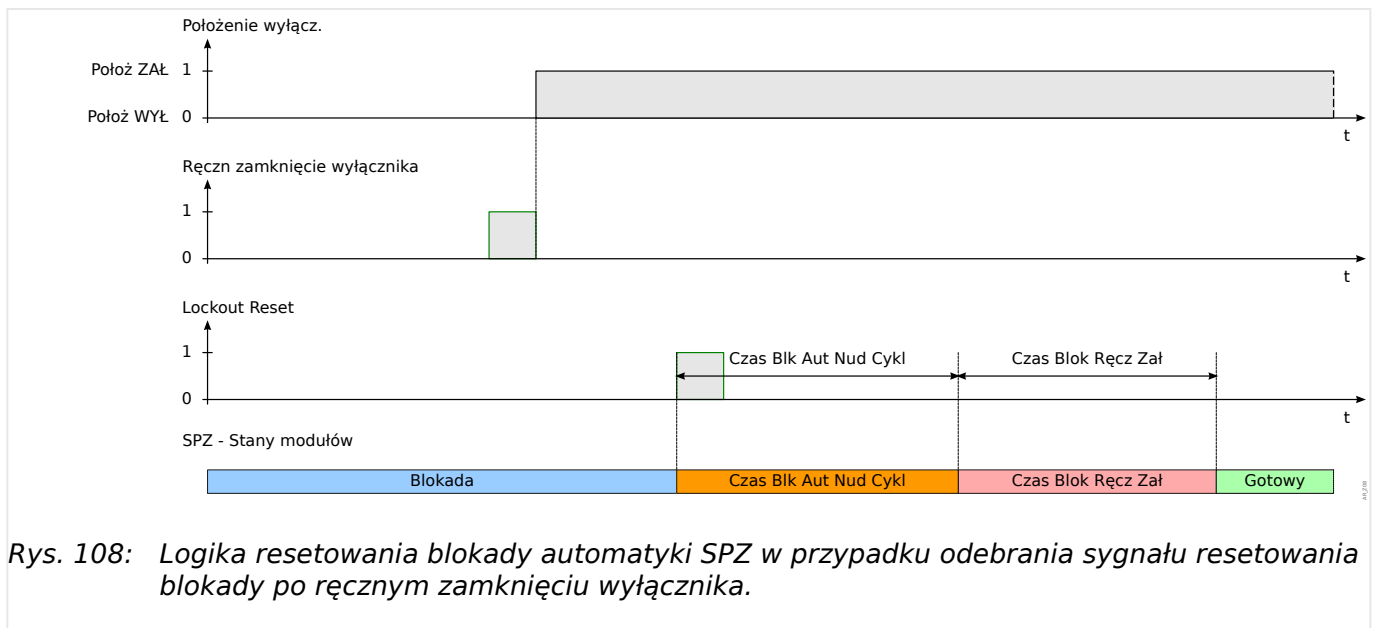 Położenie wyłącz.
Położ ZAŁ 1
Położ WYŁ 0
t
Ręczn zamknięcie wyłącznika
1
0
t
Lockout Reset
1 Czas Blk Aut Nud Cykl Czas Blok Ręcz Zał
0
t
SPZ - Stany modułów
Blokada Czas Blk Aut Nud Cykl Czas Blok Ręcz Zał Gotowy
Rys. 108: Logika resetowania blokady automatyki SPZ w przypadku odebrania sygnału resetowania
blokady po ręcznym zamknięciu wyłącznika.